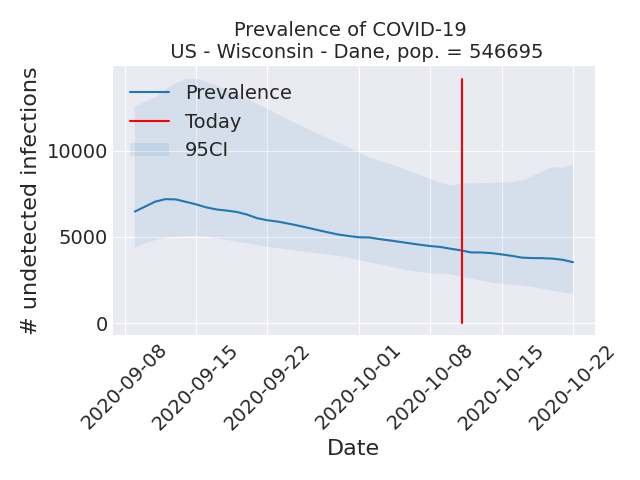 Prevalence of COVID-19
US - Wisconsin - Dane, pop. = 546695
# undetected infections
10000
5000
0
Prevalence
Today
95CI
2020-09-08
2020-09-15
2020-09-22
2020-10-01
2020-10-08
2020-10-15
2020-10-22
Date